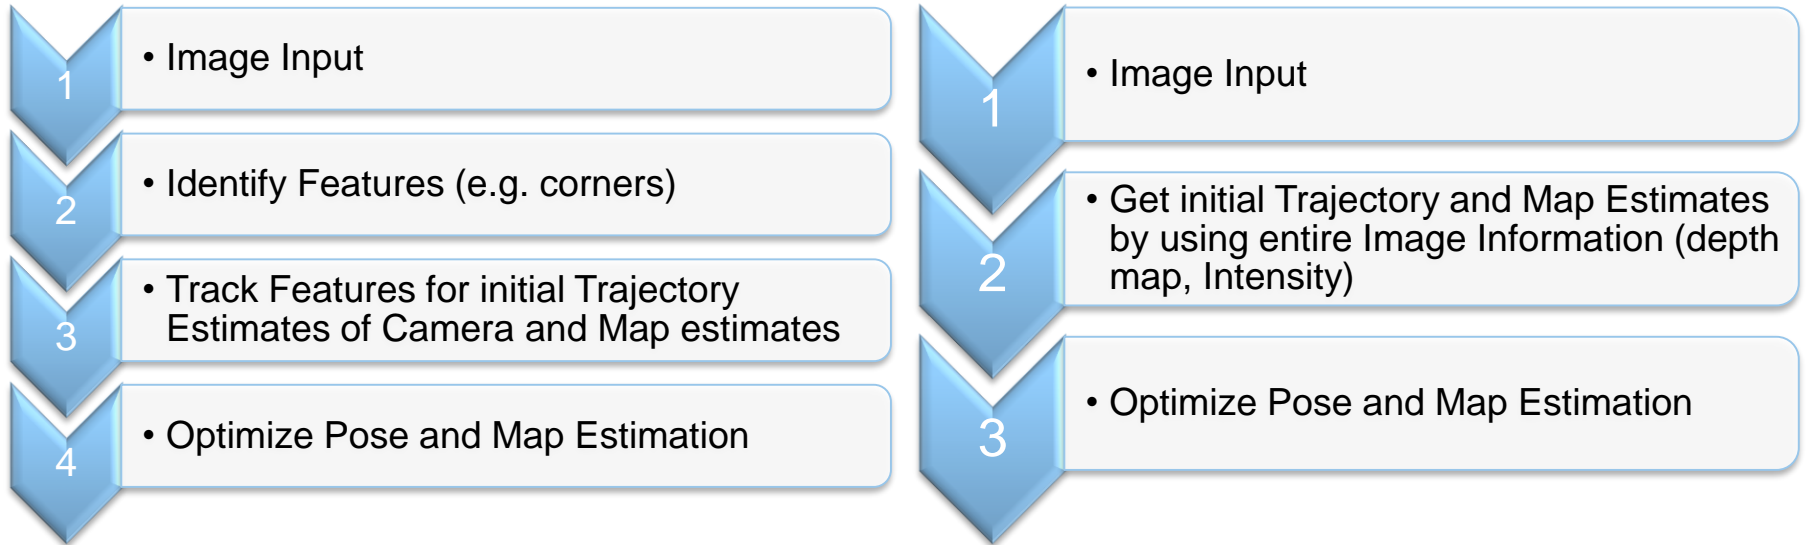 1
• Image Input
2
• Identify Features (e.g. corners)
3
• Track Features for initial Trajectory
Estimates of Camera and Map estimates
4
• Optimize Pose and Map Estimation
1
• Image Input
2
• Get initial Trajectory and Map Estimates
by using entire Image Information (depth
map, Intensity)
3
• Optimize Pose and Map Estimation